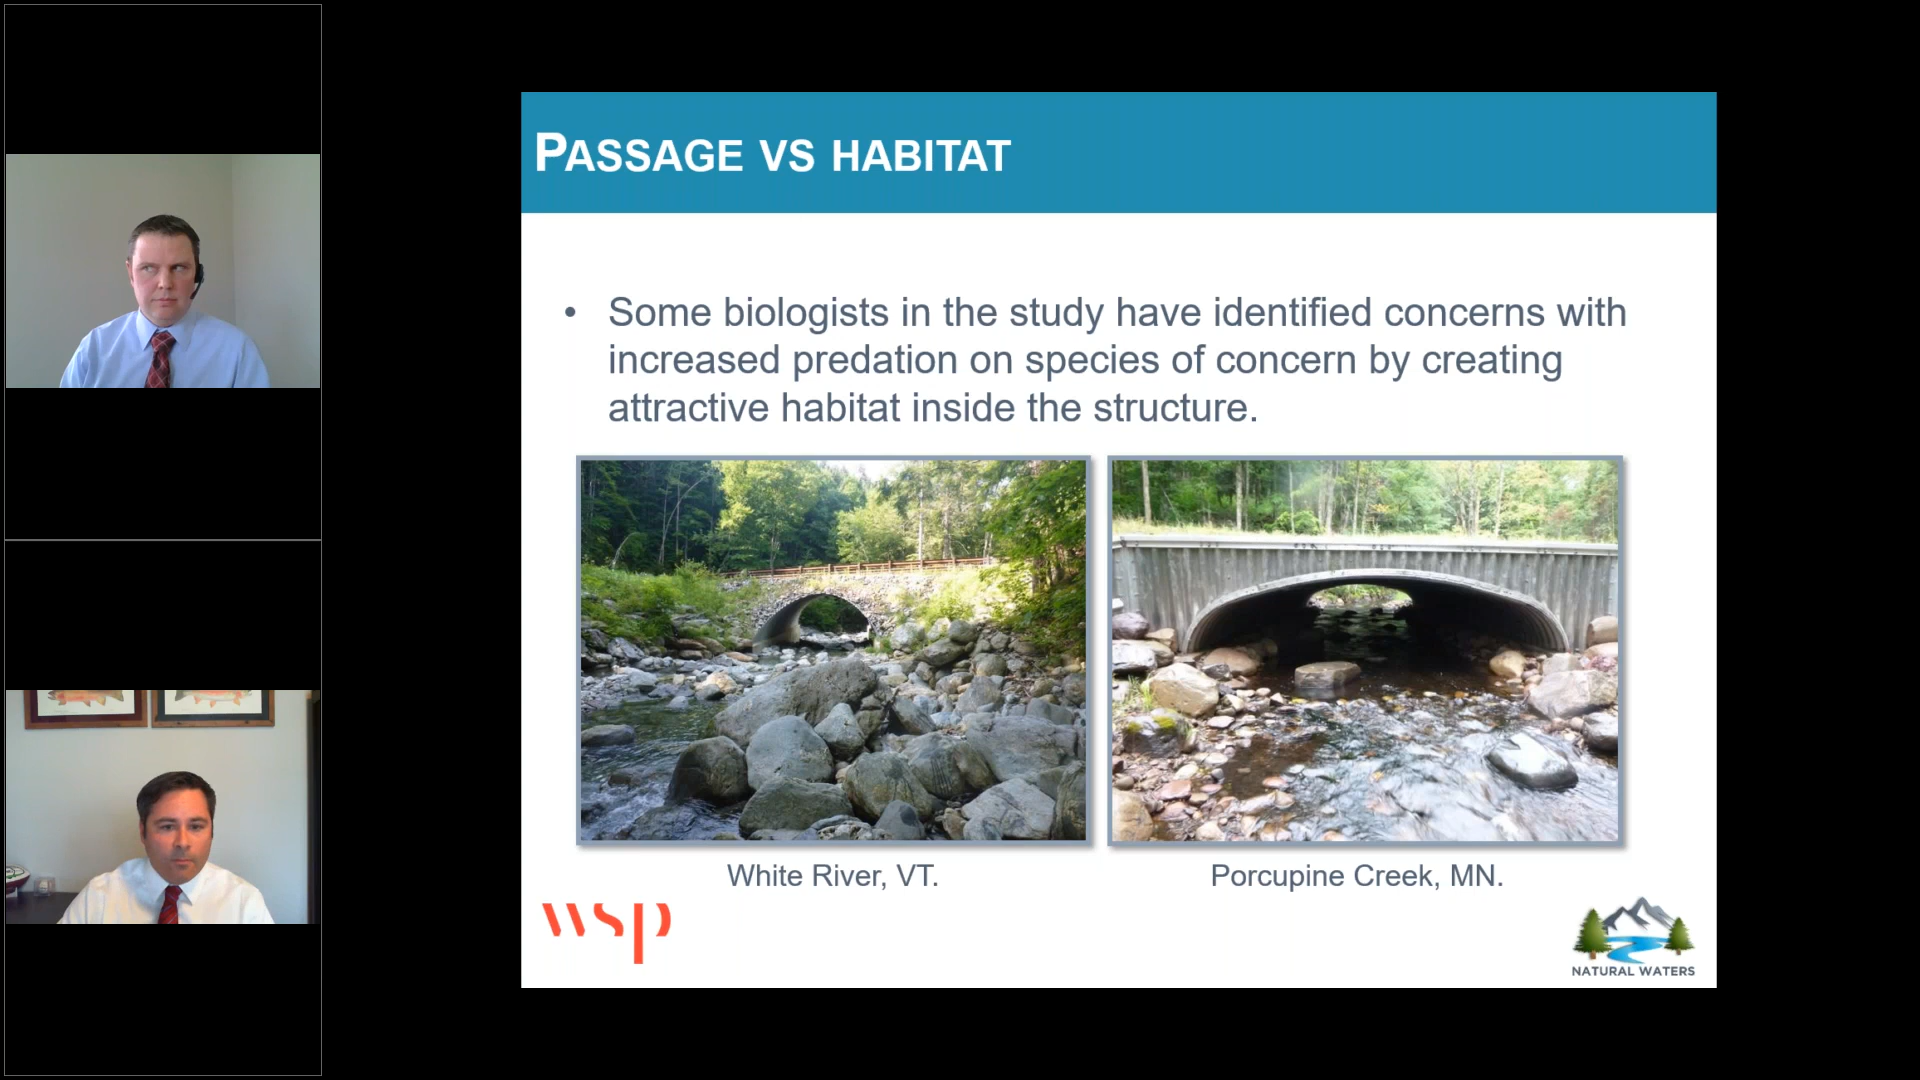 PASSAGE VS HABITAT
• Some biologists in the study have identified concerns with
increased predation on species of concern by creating
attractive habitat inside the structure.
White River, VT.
Porcupine Creek, MN.
wsp
NATURAL WATERS